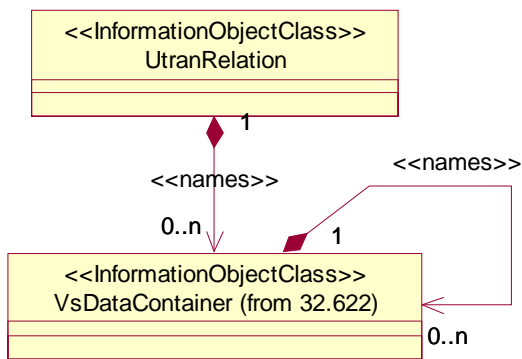 <<InformationObjectClass>>
UtranRelation
1
<<names>>
<<names>>
0..n
1
<<InformationObjectClass>>
VsDataContainer (from 32.622)
0..n